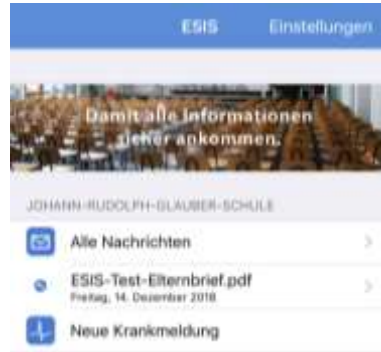 ESIS Einstellungen
Damit alle Informationen
sicher ankommen.
JOHANN-RUDOLPH-GLAUBER-SCHULE
Alle Nachrichten
ESIS-Test-Elternbrief.pdf
Freitag, 14. Dezember 2018
Neue Krankmeldung